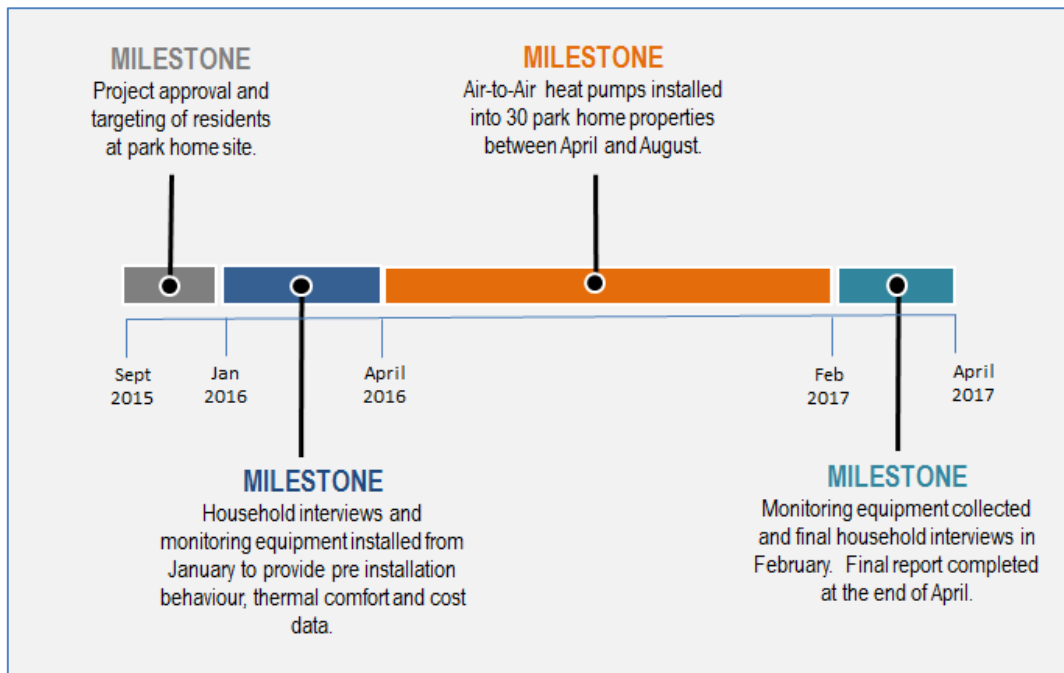 MILESTONE
Project approval and
targeting of residents
at park home site.
MILESTONE
Air-to-Air heat pumps installed
into 30 park home properties
between April and August.
Sept
2015
Jan
2016
April
2016
Feb
2017
April
2017
MILESTONE
Household interviews and
monitoring equipment installed from
January to provide pre installation
behaviour, thermal comfort and cost
data.
MILESTONE
Monitoring equipment collected
and final household interviews in
February. Final report completed
at the end of April.